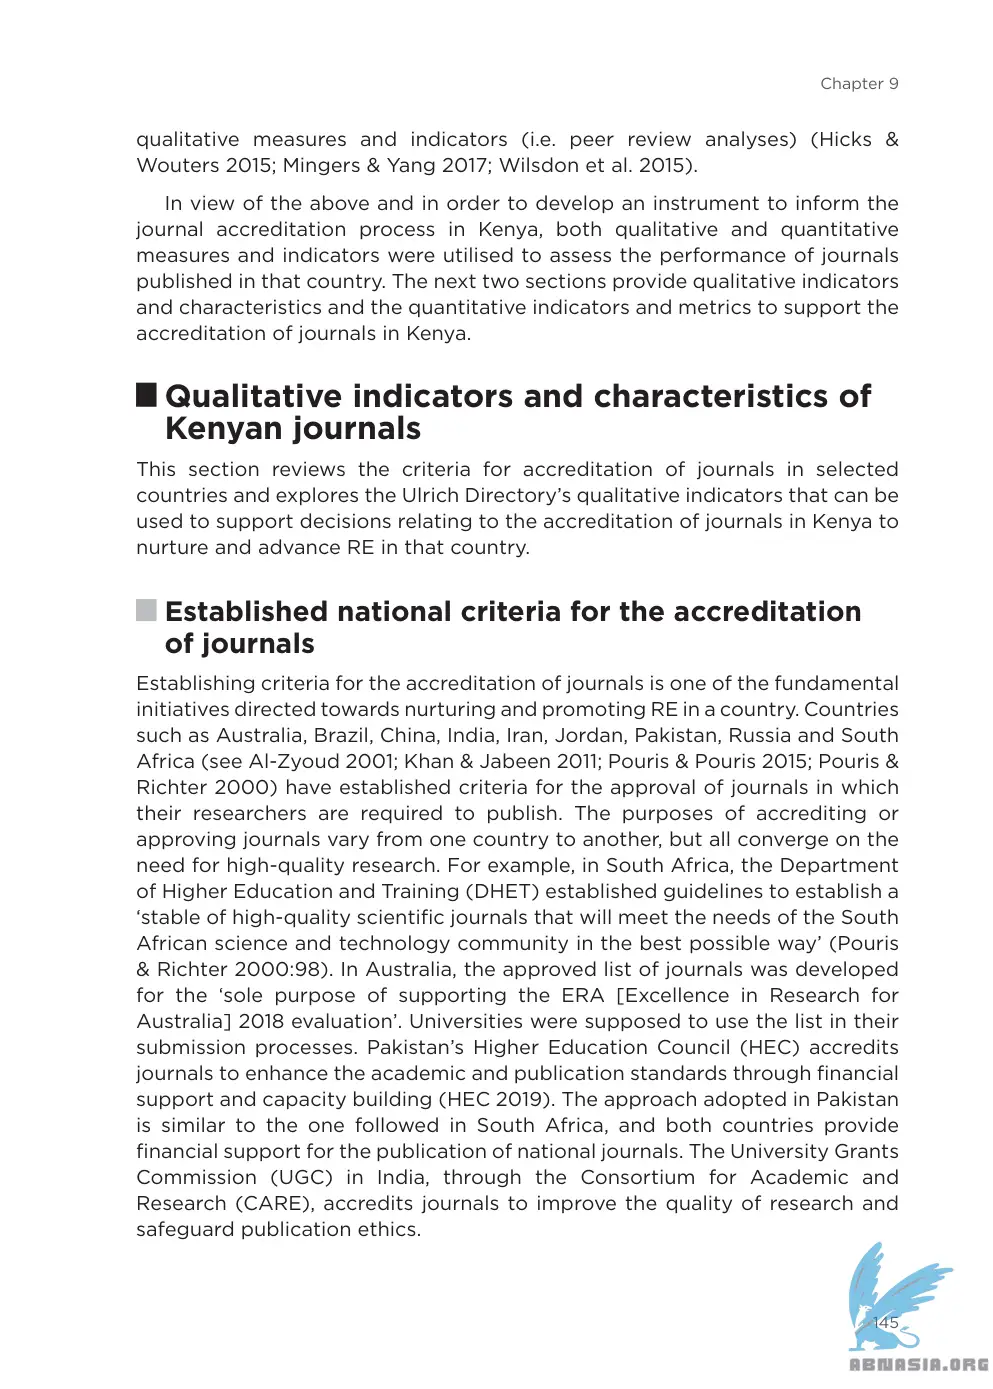 Chapter 9
qualitative measures and indicators (i.e. peer review analyses) (Hicks &
Wouters 2015; Mingers & Yang 2017; Wilsdon et al. 2015).
In view of the above and in order to develop an instrument to inform the
journal accreditation process in Kenya, both qualitative and quantitative
measures and indicators were utilised to assess the performance of journals
published in that country. The next two sections provide qualitative indicators
and characteristics and the quantitative indicators and metrics to support the
accreditation of journals in Kenya.
Qualitative indicators and characteristics of
Kenyan journals
This section reviews the criteria for accreditation of journals in selected
countries and explores the Ulrich Directory’s qualitative indicators that can be
used to support decisions relating to the accreditation of journals in Kenya to
nurture and advance RE in that country.
Established national criteria for the accreditation
of journals
Establishing criteria for the accreditation of journals is one of the fundamental
initiatives directed towards nurturing and promoting RE in a country. Countries
such as Australia, Brazil, China, India, Iran, Jordan, Pakistan, Russia and South
Africa (see Al-Zyoud 2001; Khan & Jabeen 2011; Pouris & Pouris 2015; Pouris &
Richter 2000) have established criteria for the approval of journals in which
their researchers are required to publish. The purposes of accrediting or
approving journals vary from one country to another, but all converge on the
need for high-quality research. For example, in South Africa, the Department
of Higher Education and Training (DHET) established guidelines to establish a
‘stable of high-quality scientific journals that will meet the needs of the South
African science and technology community in the best possible way’ (Pouris
& Richter 2000:98). In Australia, the approved list of journals was developed
for the ‘sole purpose of supporting the ERA [Excellence in Research for
Australia] 2018 evaluation’. Universities were supposed to use the list in their
submission processes. Pakistan’s Higher Education Council (HEC) accredits
journals to enhance the academic and publication standards through financial
support and capacity building (HEC 2019). The approach adopted in Pakistan
is similar to the one followed in South Africa, and both countries provide
financial support for the publication of national journals. The University Grants
Commission (UGC) in India, through the Consortium for Academic and
Research (CARE), accredits journals to improve the quality of research and
safeguard publication ethics.
145
ABNASIA.ORG